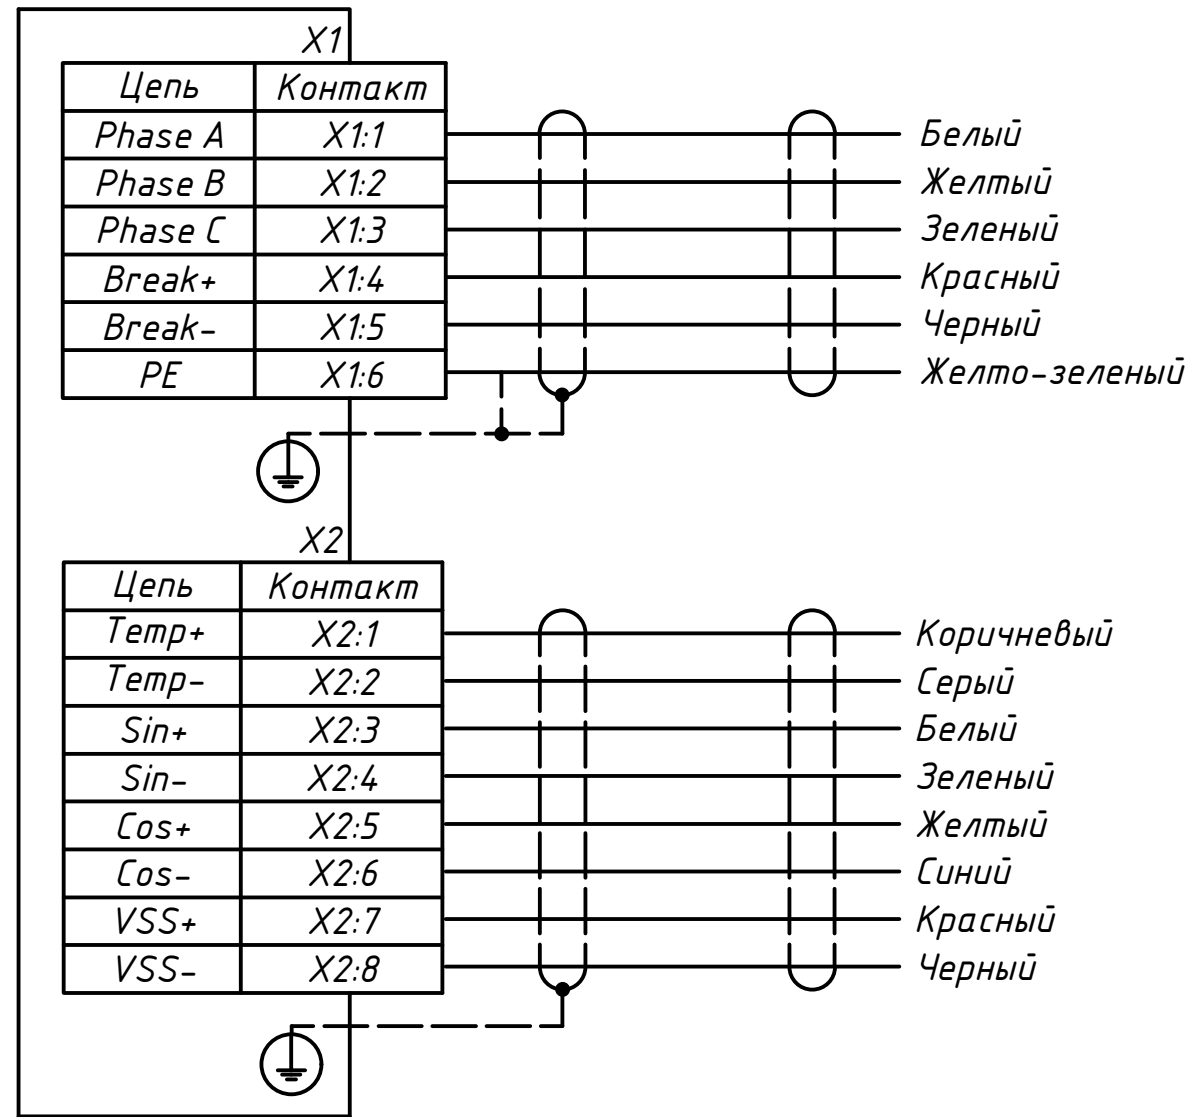 X1
Цепь Контакт
Phase A X1:1 Белый
Phase B X1:2 Желтый
Phase C X1:3 Зеленый
Break+ X1:4 Красный
Break- X1:5 Черный
PE X1:6 Желто-зеленый
X2
Цепь Контакт
Temp+ X2:1 Коричневый
Temp- X2:2 Серый
Sin+ X2:3 Белый
Sin- X2:4 Зеленый
Cos+ X2:5 Желтый
Cos- X2:6 Синий
VSS+ X2:7 Красный
VSS- X2:8 Черный